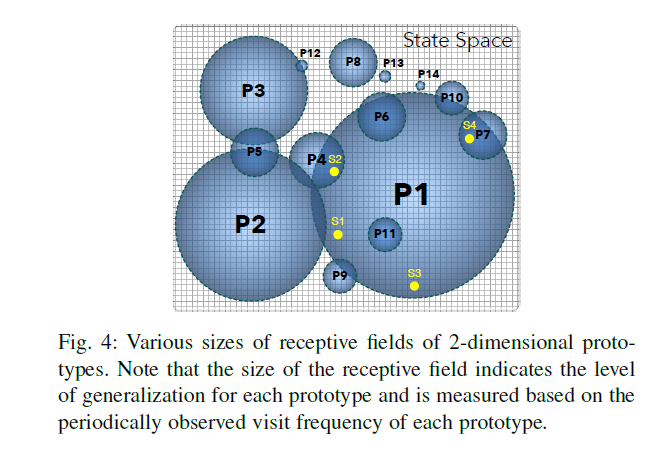 State Space
P12
P8
P13
P14
P3
P10
P6
S4
P7
P5
P4
S2
P1
P2
S1
P11
P9
S3
Fig. 4: Various sizes of receptive fields of 2-dimensional proto-
types. Note that the size of the receptive field indicates the level
of generalization for each prototype and is measured based on the
periodically observed visit frequency of each prototype.